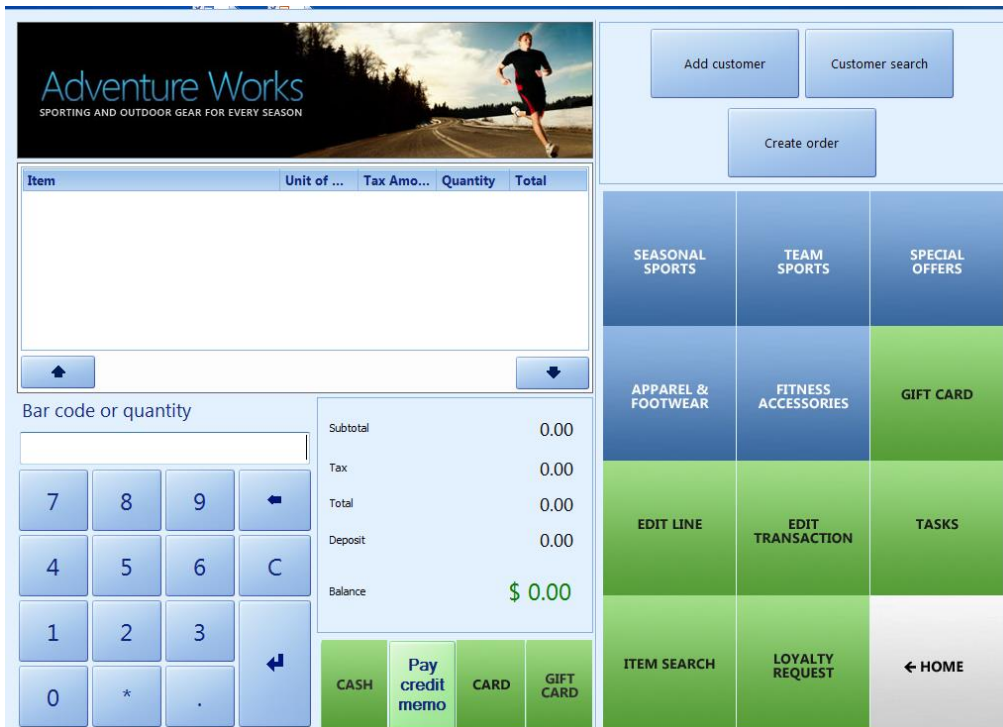 Adventure Works
SPORTING AND OUTDOOR GEAR FOR EVERY SEASON
Add customer
Customer search
Create order
Item
Unit of ...
Tax Amo...
Quantity
Total
SEASONAL
SPORTS
TEAM
SPORTS
SPECIAL
OFFERS
APPAREL &
FOOTWEAR
FITNESS
ACCESSORIES
GIFT CARD
Bar code or quantity
Subtotal 0.00
Tax 0.00
Total 0.00
Deposit 0.00
Balance $ 0.00
7 8 9
4 5 6 C
1 2 3
0 * .
CASH
Pay
credit
memo
CARD
GIFT
CARD
EDIT LINE
EDIT
TRANSACTION
TASKS
ITEM SEARCH
LOYALTY
REQUEST
HOME